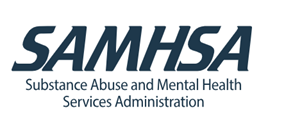 SAMHSA
Substance Abuse and Mental Health
Services Administration